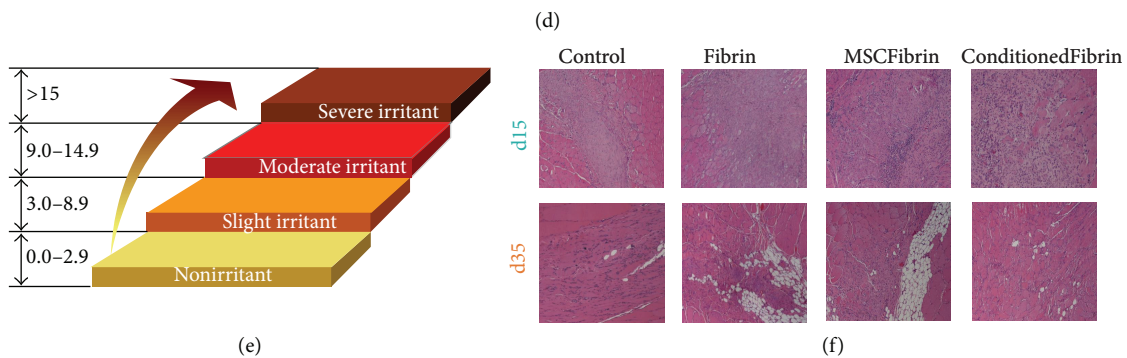 (d)
>15
Severe irritant
9.0–14.9
Moderate irritant
3.0–8.9
Slight irritant
0.0–2.9
Nonirritant
(e)
Control
Fibrin
MSCFibrin
ConditionedFibrin
d15
d35
(f)